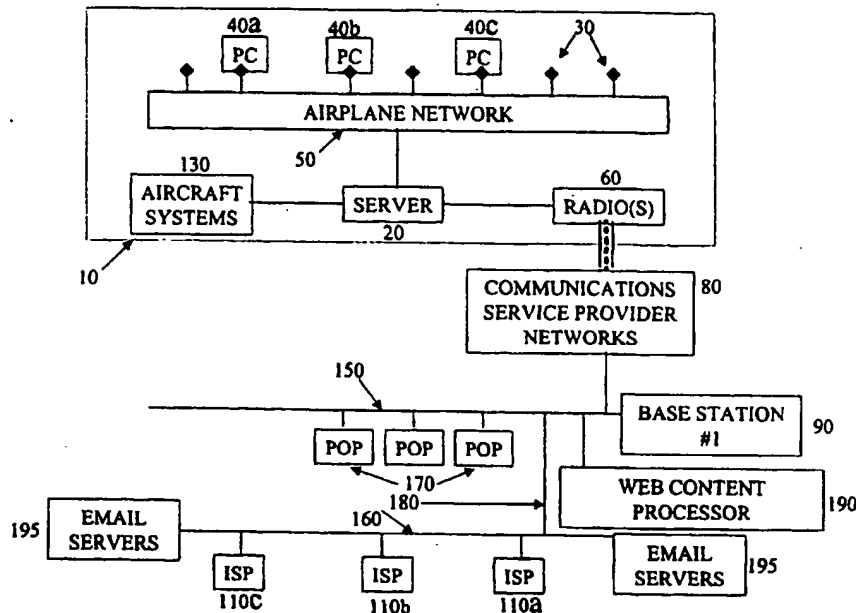 40a 40b 40c 30
PC PC PC
AIRPLANE NETWORK
50
130
60
AIRCRAFT
SYSTEMS
SERVER
RADIO(S)
20
10
COMMUNICATIONS
SERVICE PROVIDER
NETWORKS
80
150
BASE STATION
#1
90
POP POP POP
170
180
WEB CONTENT
PROCESSOR
190
160
195
EMAIL
SERVERS
EMAIL
SERVERS
195
ISP ISP ISP
110c 110b 110a